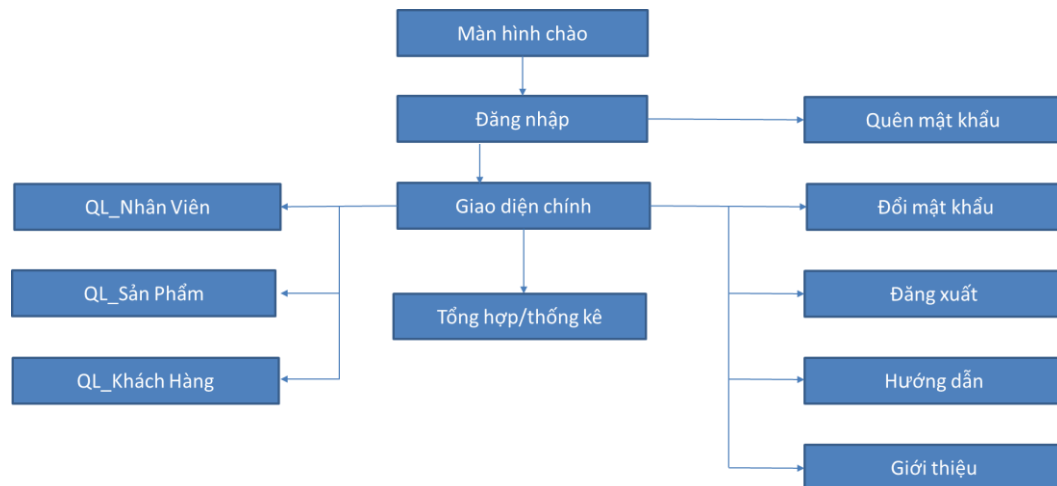 Màn hình chào
Đăng nhập
Quên mật khẩu
QL_Nhân Viên
Giao diện chính
Đổi mật khẩu
QL_Sản Phẩm
Tổng hợp/thống kê
Đăng xuất
QL_Khách Hàng
Hướng dẫn
Giới thiệu